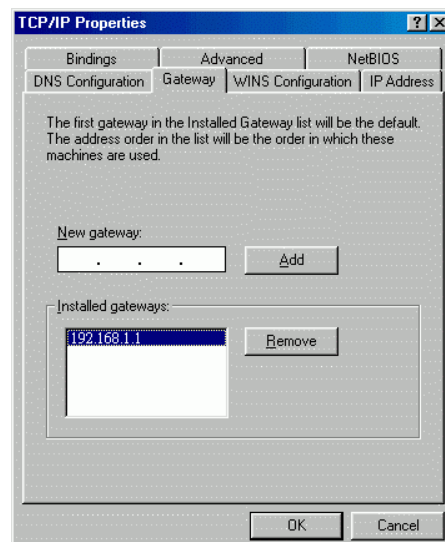 TCP/IP Properties
Bindings Advanced NetBIOS
DNS Configuration Gateway WINS Configuration IP Address
The first gateway in the Installed Gateway list will be the default.
The address order in the list will be the order in which these
machines are used.
New gateway:
. . .
Add
Installed gateways:
192.168.1.1
Remove
OK Cancel